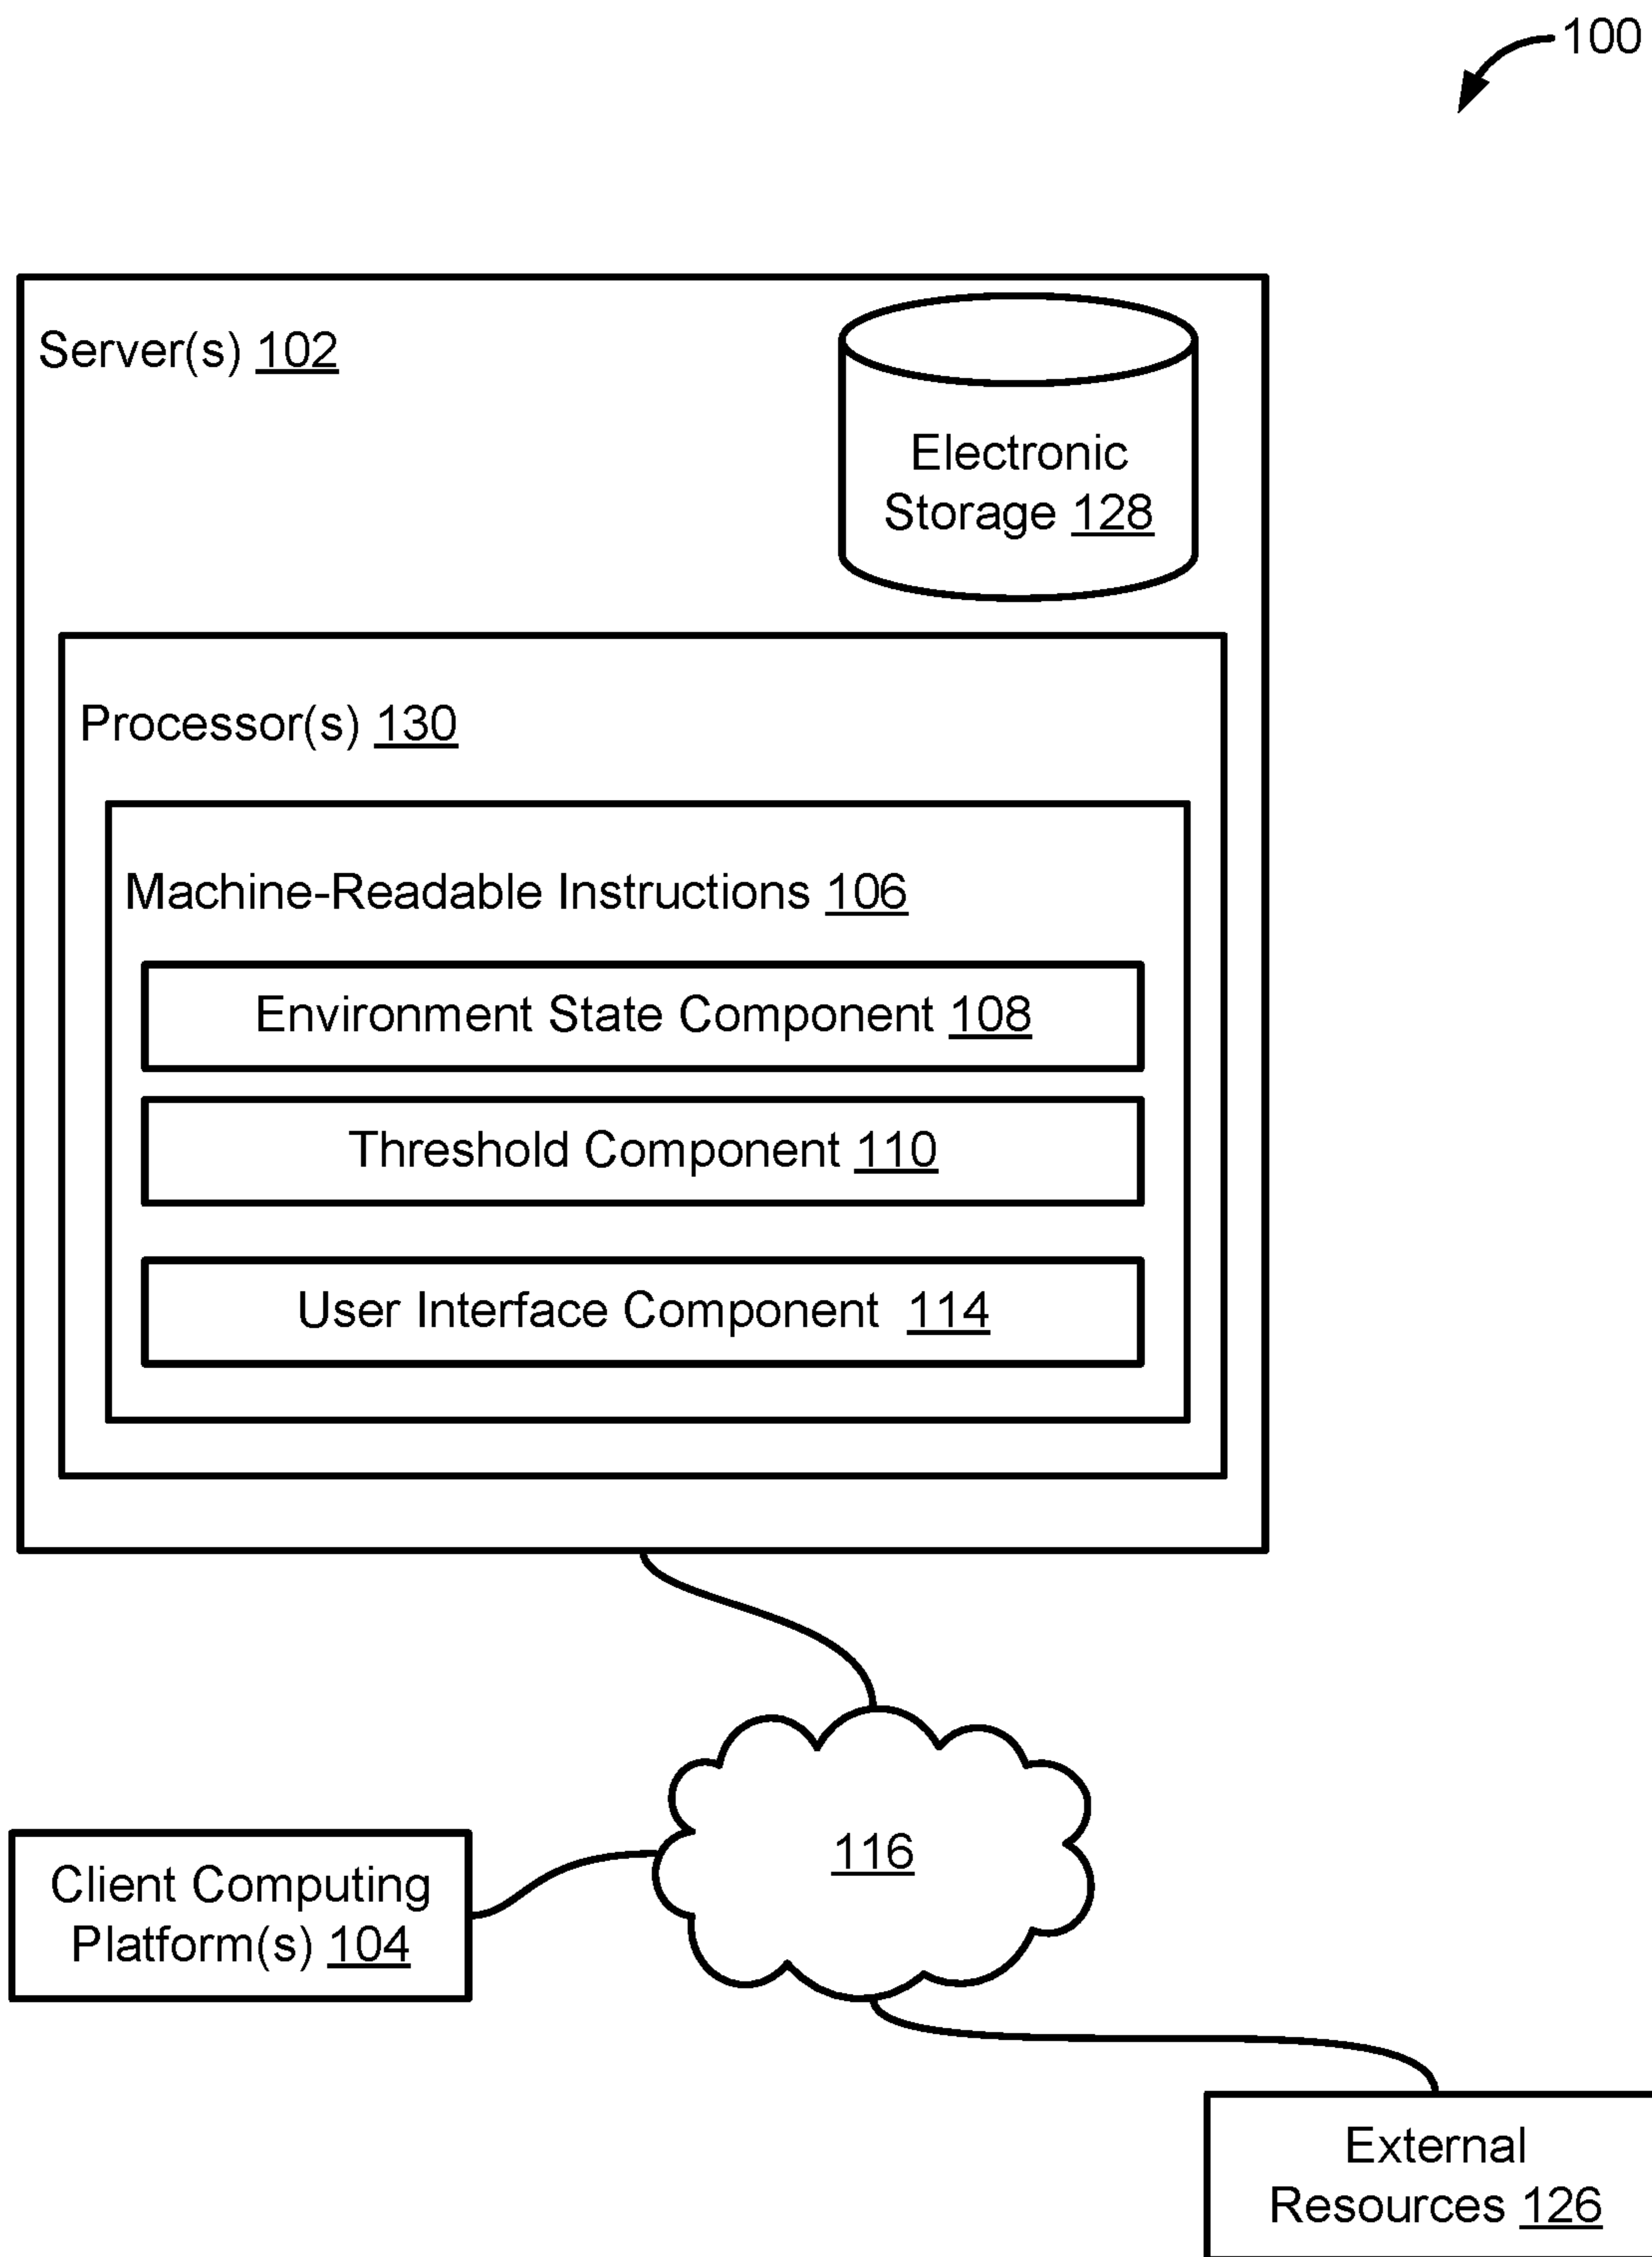 100
Server(s) 102
Electronic
Storage 128
Processor(s) 130
Machine-Readable Instructions 106
Environment State Component 108
Threshold Component 110
User Interface Component 114
116
Client Computing
Platform(s) 104
External
Resources 126